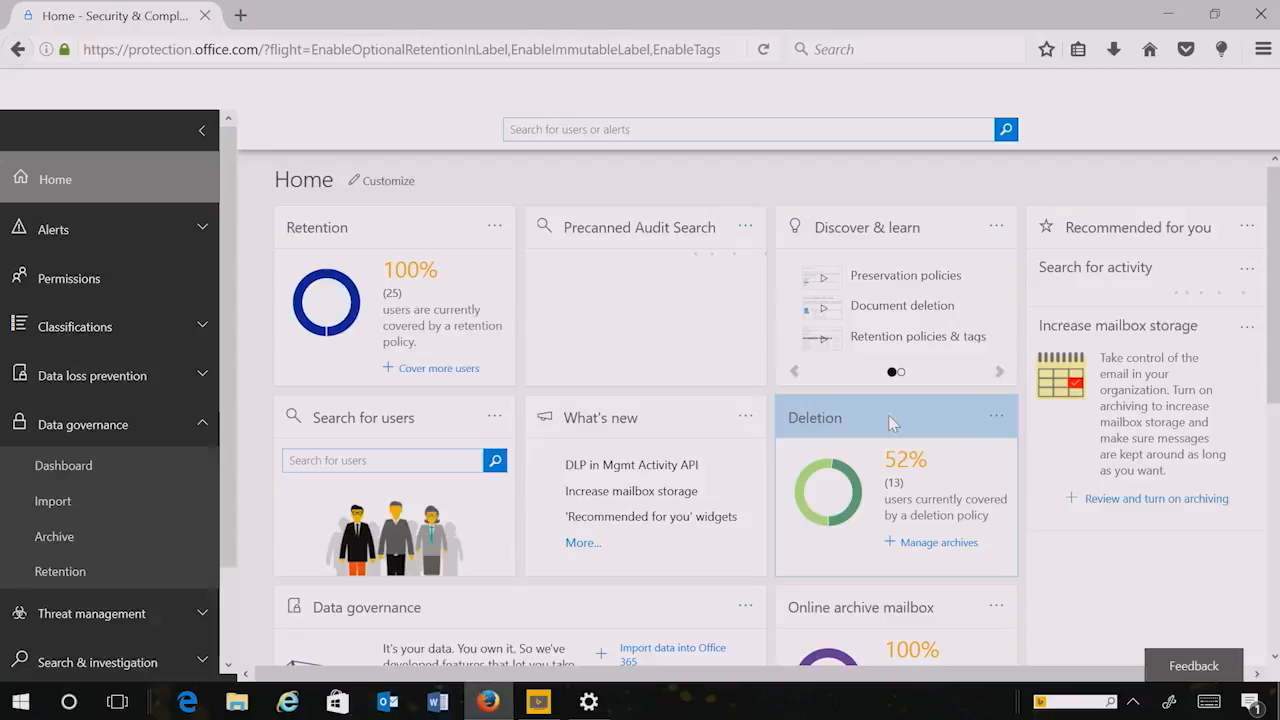 Home - Security & Compl...
https://protection.office.com/?flight=EnableOptionalRetentionInLabel,EnableImmutableLabel,EnableTags
Search
Search for users or alerts
Home
Alerts
Permissions
Classifications
Data loss prevention
Data governance
Dashboard
Import
Archive
Retention
Threat management
Search & investigation
Home
Customize
Retention
100%
(25)
users are currently
covered by a retention
policy.
Cover more users
Precanned Audit Search
Discover & learn
Preservation policies
Document deletion
Retention policies & tags
Recommended for you
Search for activity
Increase mailbox storage
Take control of the
email in your
organization. Turn on
archiving to increase
mailbox storage and
make sure messages
are kept around as long
as you want.
Review and turn on archiving
Search for users
Search for users
What's new
DLP in Mgmt Activity API
Increase mailbox storage
'Recommended for you' widgets
More...
Deletion
52%
(13)
users currently covered
by a deletion policy
Manage archives
Data governance
It's your data. You own it. So we've
developed features that let you take
Import data into Office
365
Online archive mailbox
100%
Feedback